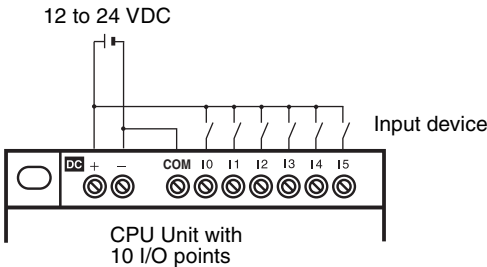 12 to 24 VDC
Input device
DC + − COM I0 I1 I2 I3 I4 I5
CPU Unit with
10 I/O points